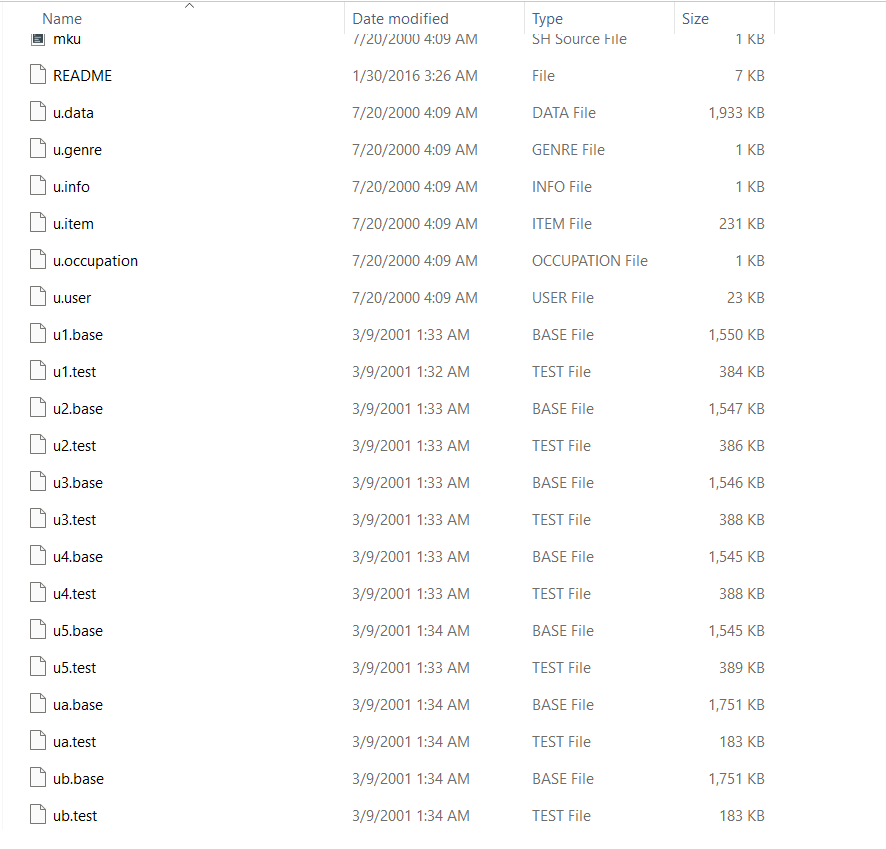 Name Date modified Type Size
mku 7/20/2000 4:09 AM SH Source File 1 KB
README 1/30/2016 3:26 AM File 7 KB
u.data 7/20/2000 4:09 AM DATA File 1,933 KB
u.genre 7/20/2000 4:09 AM GENRE File 1 KB
u.info 7/20/2000 4:09 AM INFO File 1 KB
u.item 7/20/2000 4:09 AM ITEM File 231 KB
u.occupation 7/20/2000 4:09 AM OCCUPATION File 1 KB
u.user 7/20/2000 4:09 AM USER File 23 KB
u1.base 3/9/2001 1:33 AM BASE File 1,550 KB
u1.test 3/9/2001 1:32 AM TEST File 384 KB
u2.base 3/9/2001 1:33 AM BASE File 1,547 KB
u2.test 3/9/2001 1:33 AM TEST File 386 KB
u3.base 3/9/2001 1:33 AM BASE File 1,546 KB
u3.test 3/9/2001 1:33 AM TEST File 388 KB
u4.base 3/9/2001 1:33 AM BASE File 1,545 KB
u4.test 3/9/2001 1:33 AM TEST File 388 KB
u5.base 3/9/2001 1:34 AM BASE File 1,545 KB
u5.test 3/9/2001 1:33 AM TEST File 389 KB
ua.base 3/9/2001 1:34 AM BASE File 1,751 KB
ua.test 3/9/2001 1:34 AM TEST File 183 KB
ub.base 3/9/2001 1:34 AM BASE File 1,751 KB
ub.test 3/9/2001 1:34 AM TEST File 183 KB